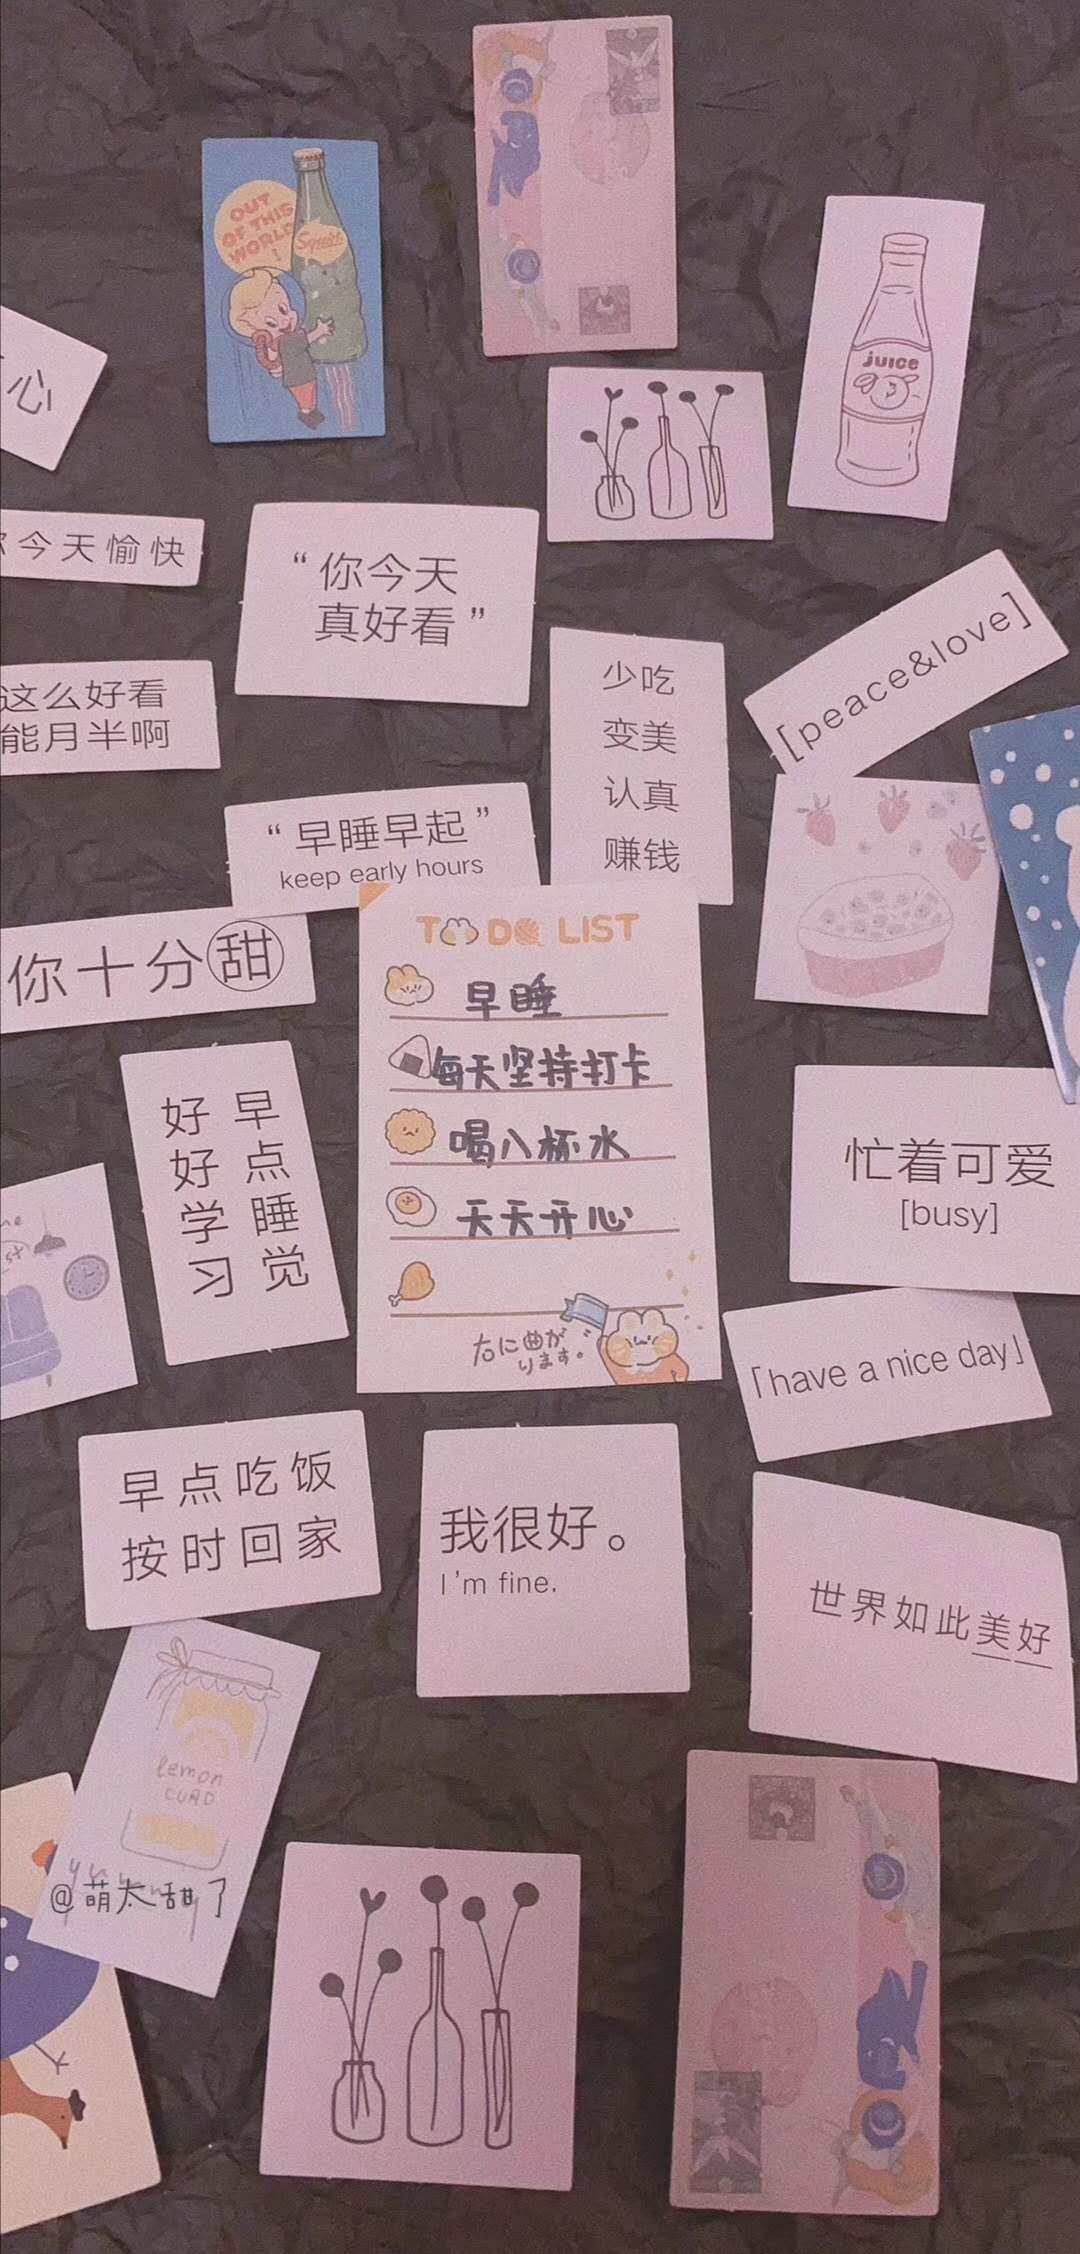 OUT
OF THIS
WORLD
!
Squirt
juice
心
今天愉快
“你今天
真好看”
[peace&love]
这么好看
能月半啊
少吃
变美
认真
赚钱
“早睡早起”
keep early hours
你十分甜
TO DO LIST
早睡
每天坚持打卡
喝八杯水
天天开心
右に曲が
ります。
早点睡觉
好好学习
忙着可爱
[busy]
「have a nice day」
早点吃饭
按时回家
我很好。
I'm fine.
世界如此美好
lemon
CURD
yummy
@萌太甜了